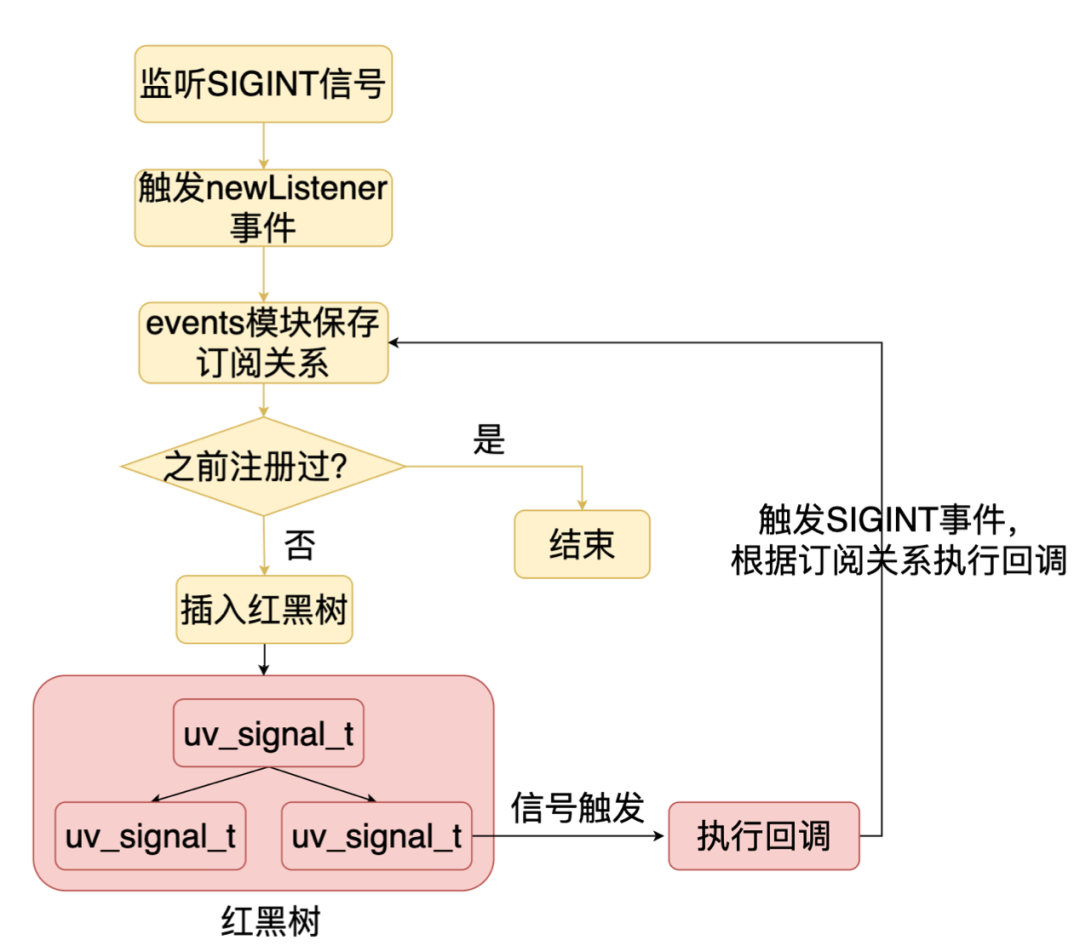 监听SIGINT信号
触发newListener
事件
events模块保存
订阅关系
之前注册过?
是
结束
否
触发SIGINT事件，
根据订阅关系执行回调
插入红黑树
uv_signal_t
uv_signal_t
uv_signal_t
信号触发
执行回调
红黑树